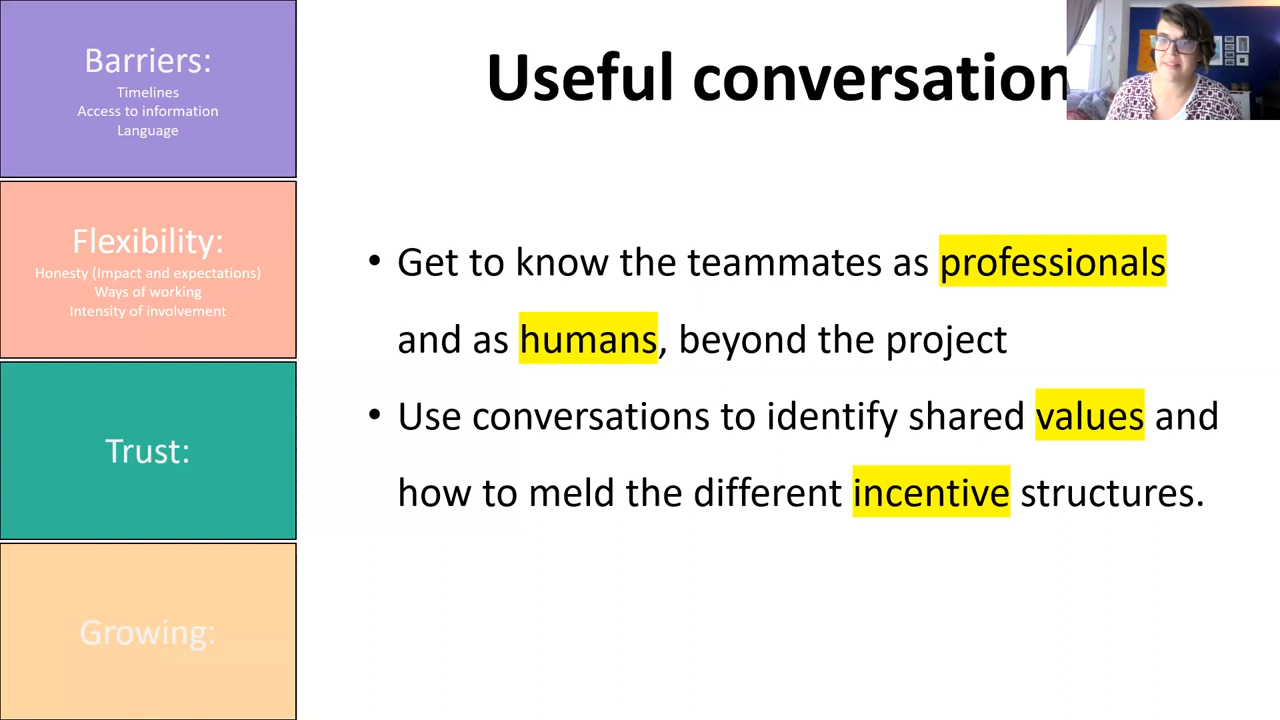 Barriers:
Timelines
Access to information
Language
Flexibility:
Honesty (Impact and expectations)
Ways of working
Intensity of involvement
Trust:
Growing:
Useful conversation
• Get to know the teammates as professionals
and as humans, beyond the project
• Use conversations to identify shared values and
how to meld the different incentive structures.